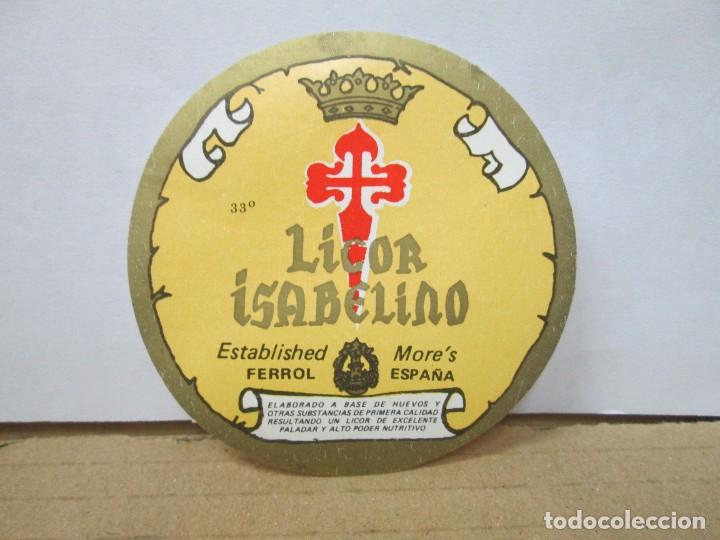 33º
LICOR
ISABELINO
Established More's
FERROL ESPAÑA
ELABORADO A BASE DE HUEVOS Y
OTRAS SUBSTANCIAS DE PRIMERA CALIDAD
RESULTANDO UN LICOR DE EXCELENTE
PALADAR Y ALTO PODER NUTRITIVO
todocoleccion